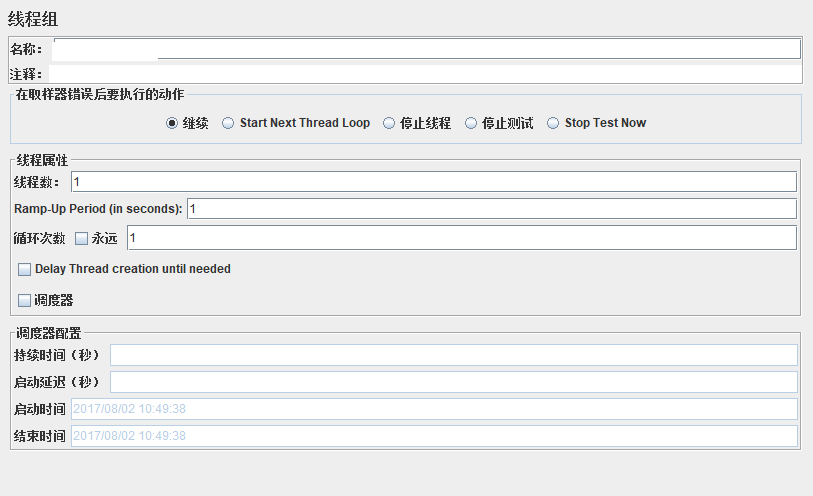 线程组
名称：
注释：
在取样器错误后要执行的动作
继续 Start Next Thread Loop 停止线程 停止测试 Stop Test Now
线程属性
线程数： 1
Ramp-Up Period (in seconds): 1
循环次数 永远 1
Delay Thread creation until needed
调度器
调度器配置
持续时间（秒）
启动延迟（秒）
启动时间 2017/08/02 10:49:38
结束时间 2017/08/02 10:49:38